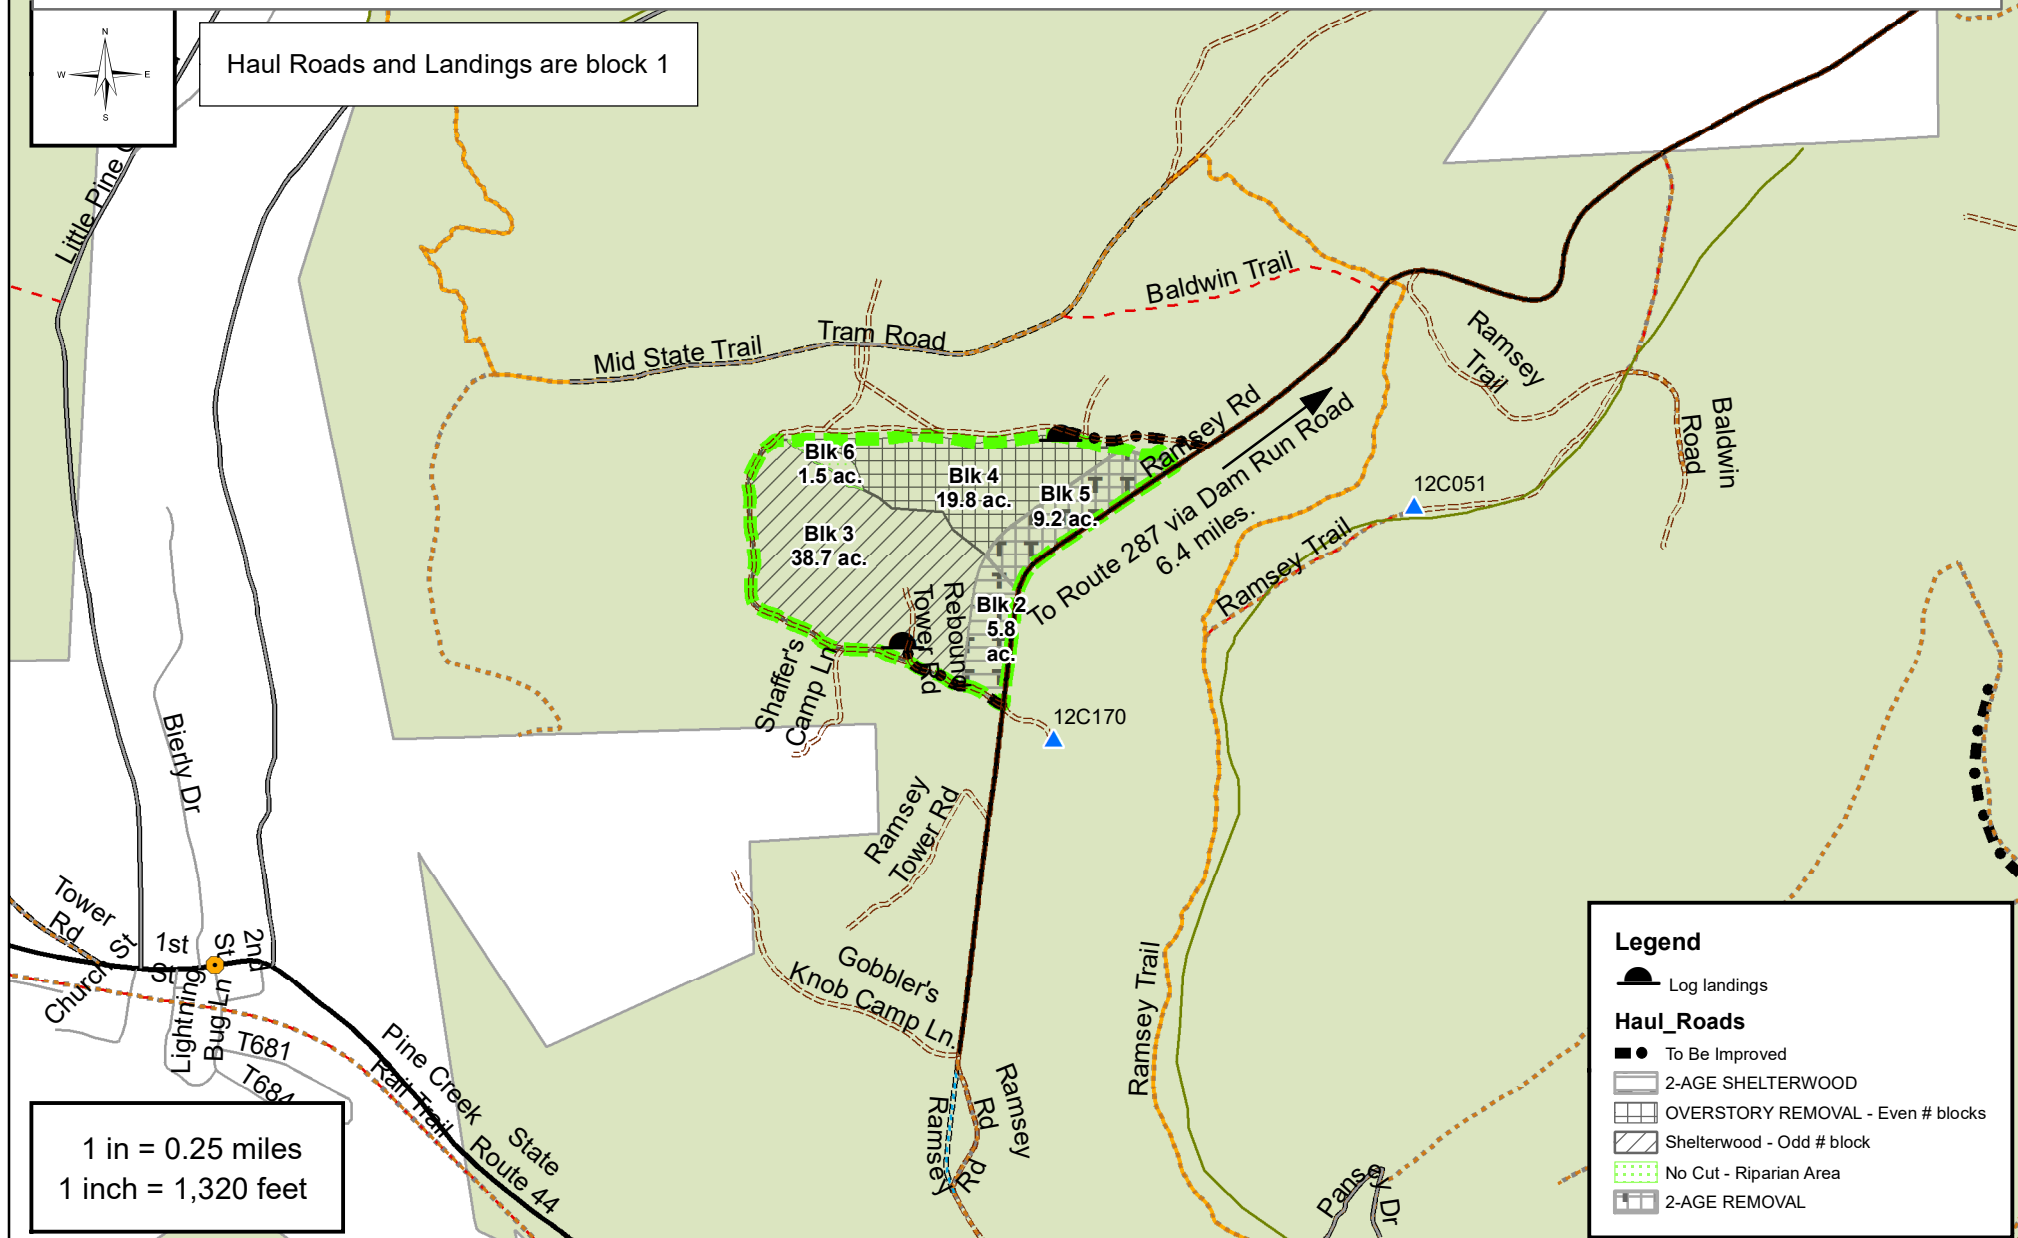 N
W
E
S
Haul Roads and Landings are block 1
Little Pine C
Baldwin Trail
Mid State Trail
Tram Road
Ramsey
Trail
Ramsey Rd
To Route 287 via Dam Run Road
6.4 miles.
Baldwin
Road
Blk 6
1.5 ac.
Blk 4
19.8 ac.
Blk 5
9.2 ac.
Blk 3
38.7 ac.
Blk 2
5.8
ac.
12C051
Ramsey Trail
Rebound
Tower Rd
Shaffer's
Camp Ln
12C170
Bierly Dr
Ramsey
Tower Rd
Gobbler's
Knob Camp Ln.
Ramsey Trail
Tower
Rd
Church St
1st
St
St
2nd
Lightning
Bug Ln
T681
T684
Pine Creek
Rail Trail
State
Route 44
Ramsey
Rd
Ramsey
Rd
Pansy Dr
1 in = 0.25 miles
1 inch = 1,320 feet
Legend
Log landings
Haul_Roads
To Be Improved
2-AGE SHELTERWOOD
OVERSTORY REMOVAL - Even # blocks
Shelterwood - Odd # block
No Cut - Riparian Area
2-AGE REMOVAL